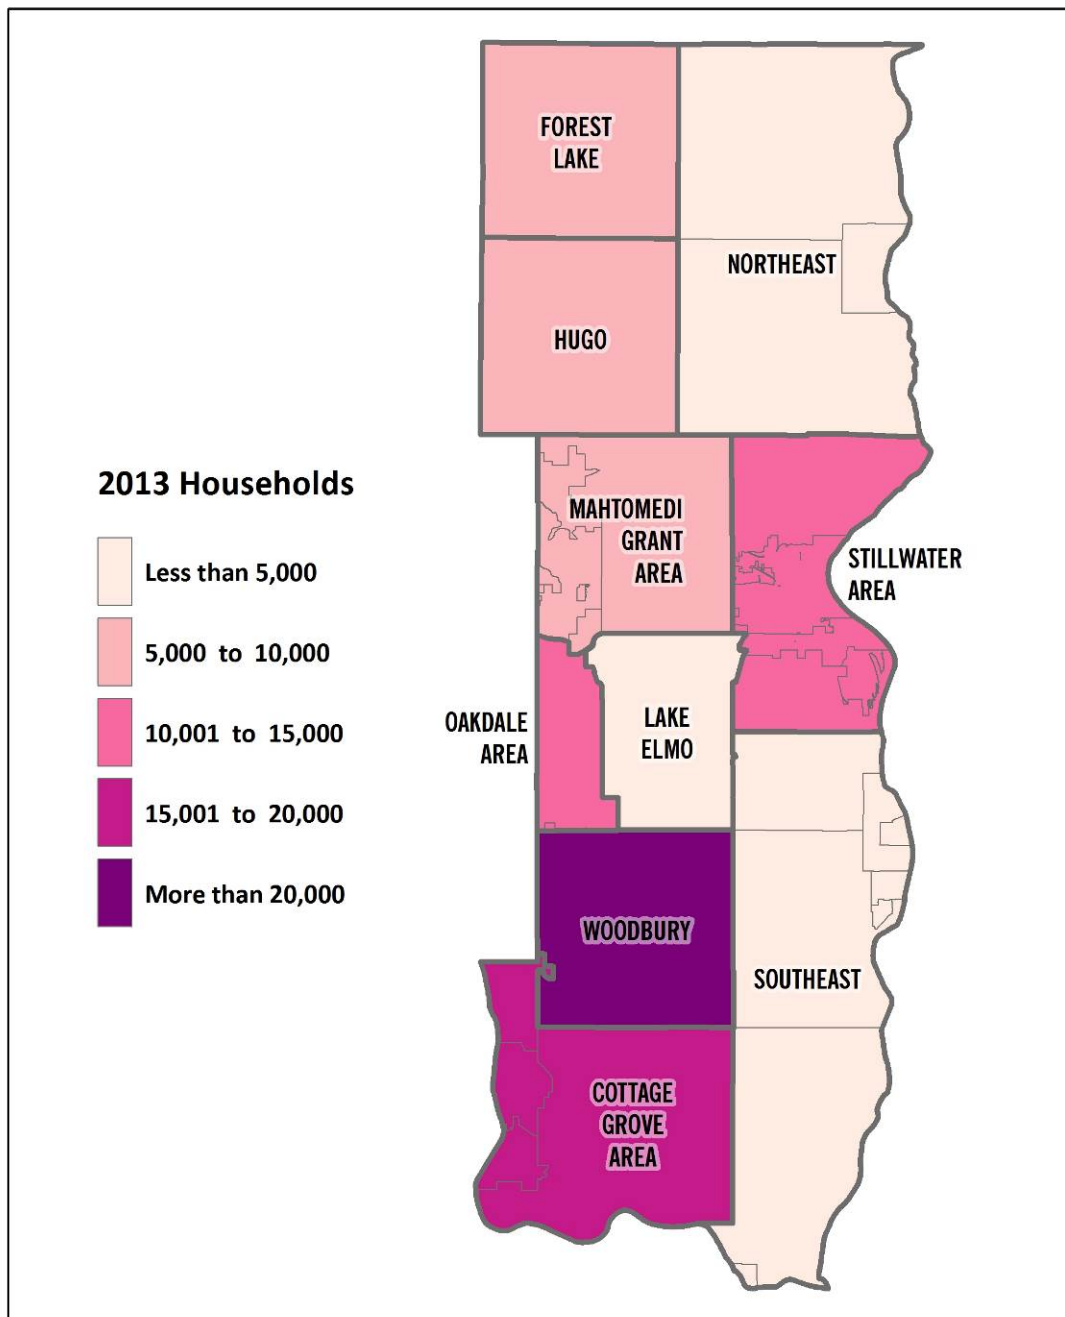 FOREST
LAKE
NORTHEAST
HUGO
2013 Households
Less than 5,000
5,000 to 10,000
10,001 to 15,000
15,001 to 20,000
More than 20,000
MAHTOMEDI
GRANT
AREA
STILLWATER
AREA
OAKDALE
AREA
LAKE
ELMO
WOODBURY
SOUTHEAST
COTTAGE
GROVE
AREA